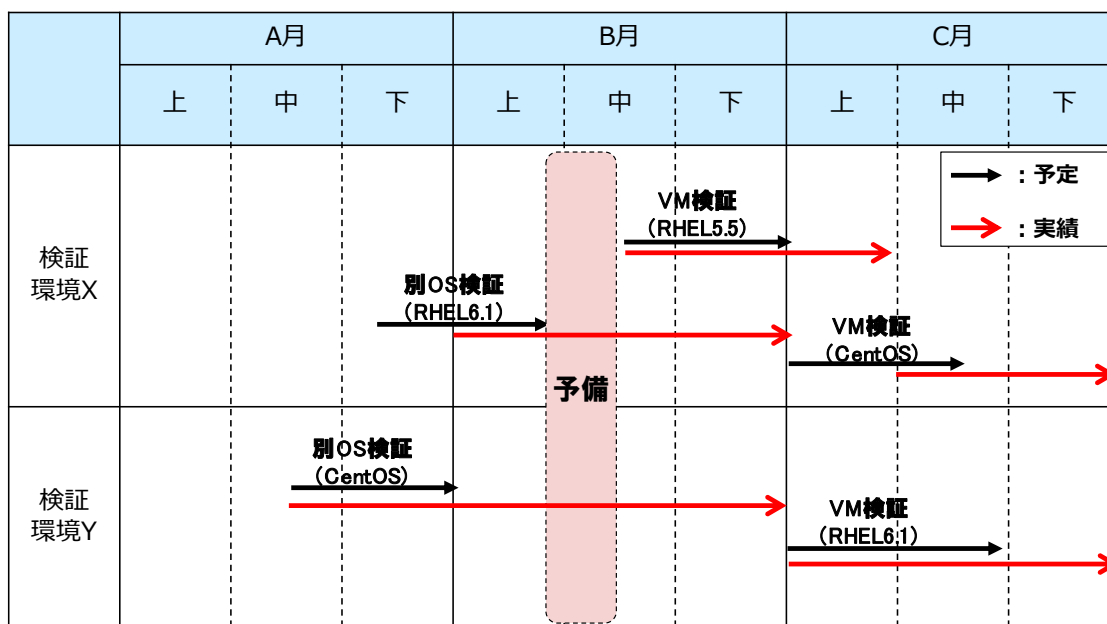 A月
B月
C月
上
中
下
上
中
下
上
中
下
：予定
：実績
検証
環境X
VM検証
(RHEL5.5)
別OS検証
(RHEL6.1)
VM検証
(CentOS)
予備
検証
環境Y
別OS検証
(CentOS)
VM検証
(RHEL6.1)